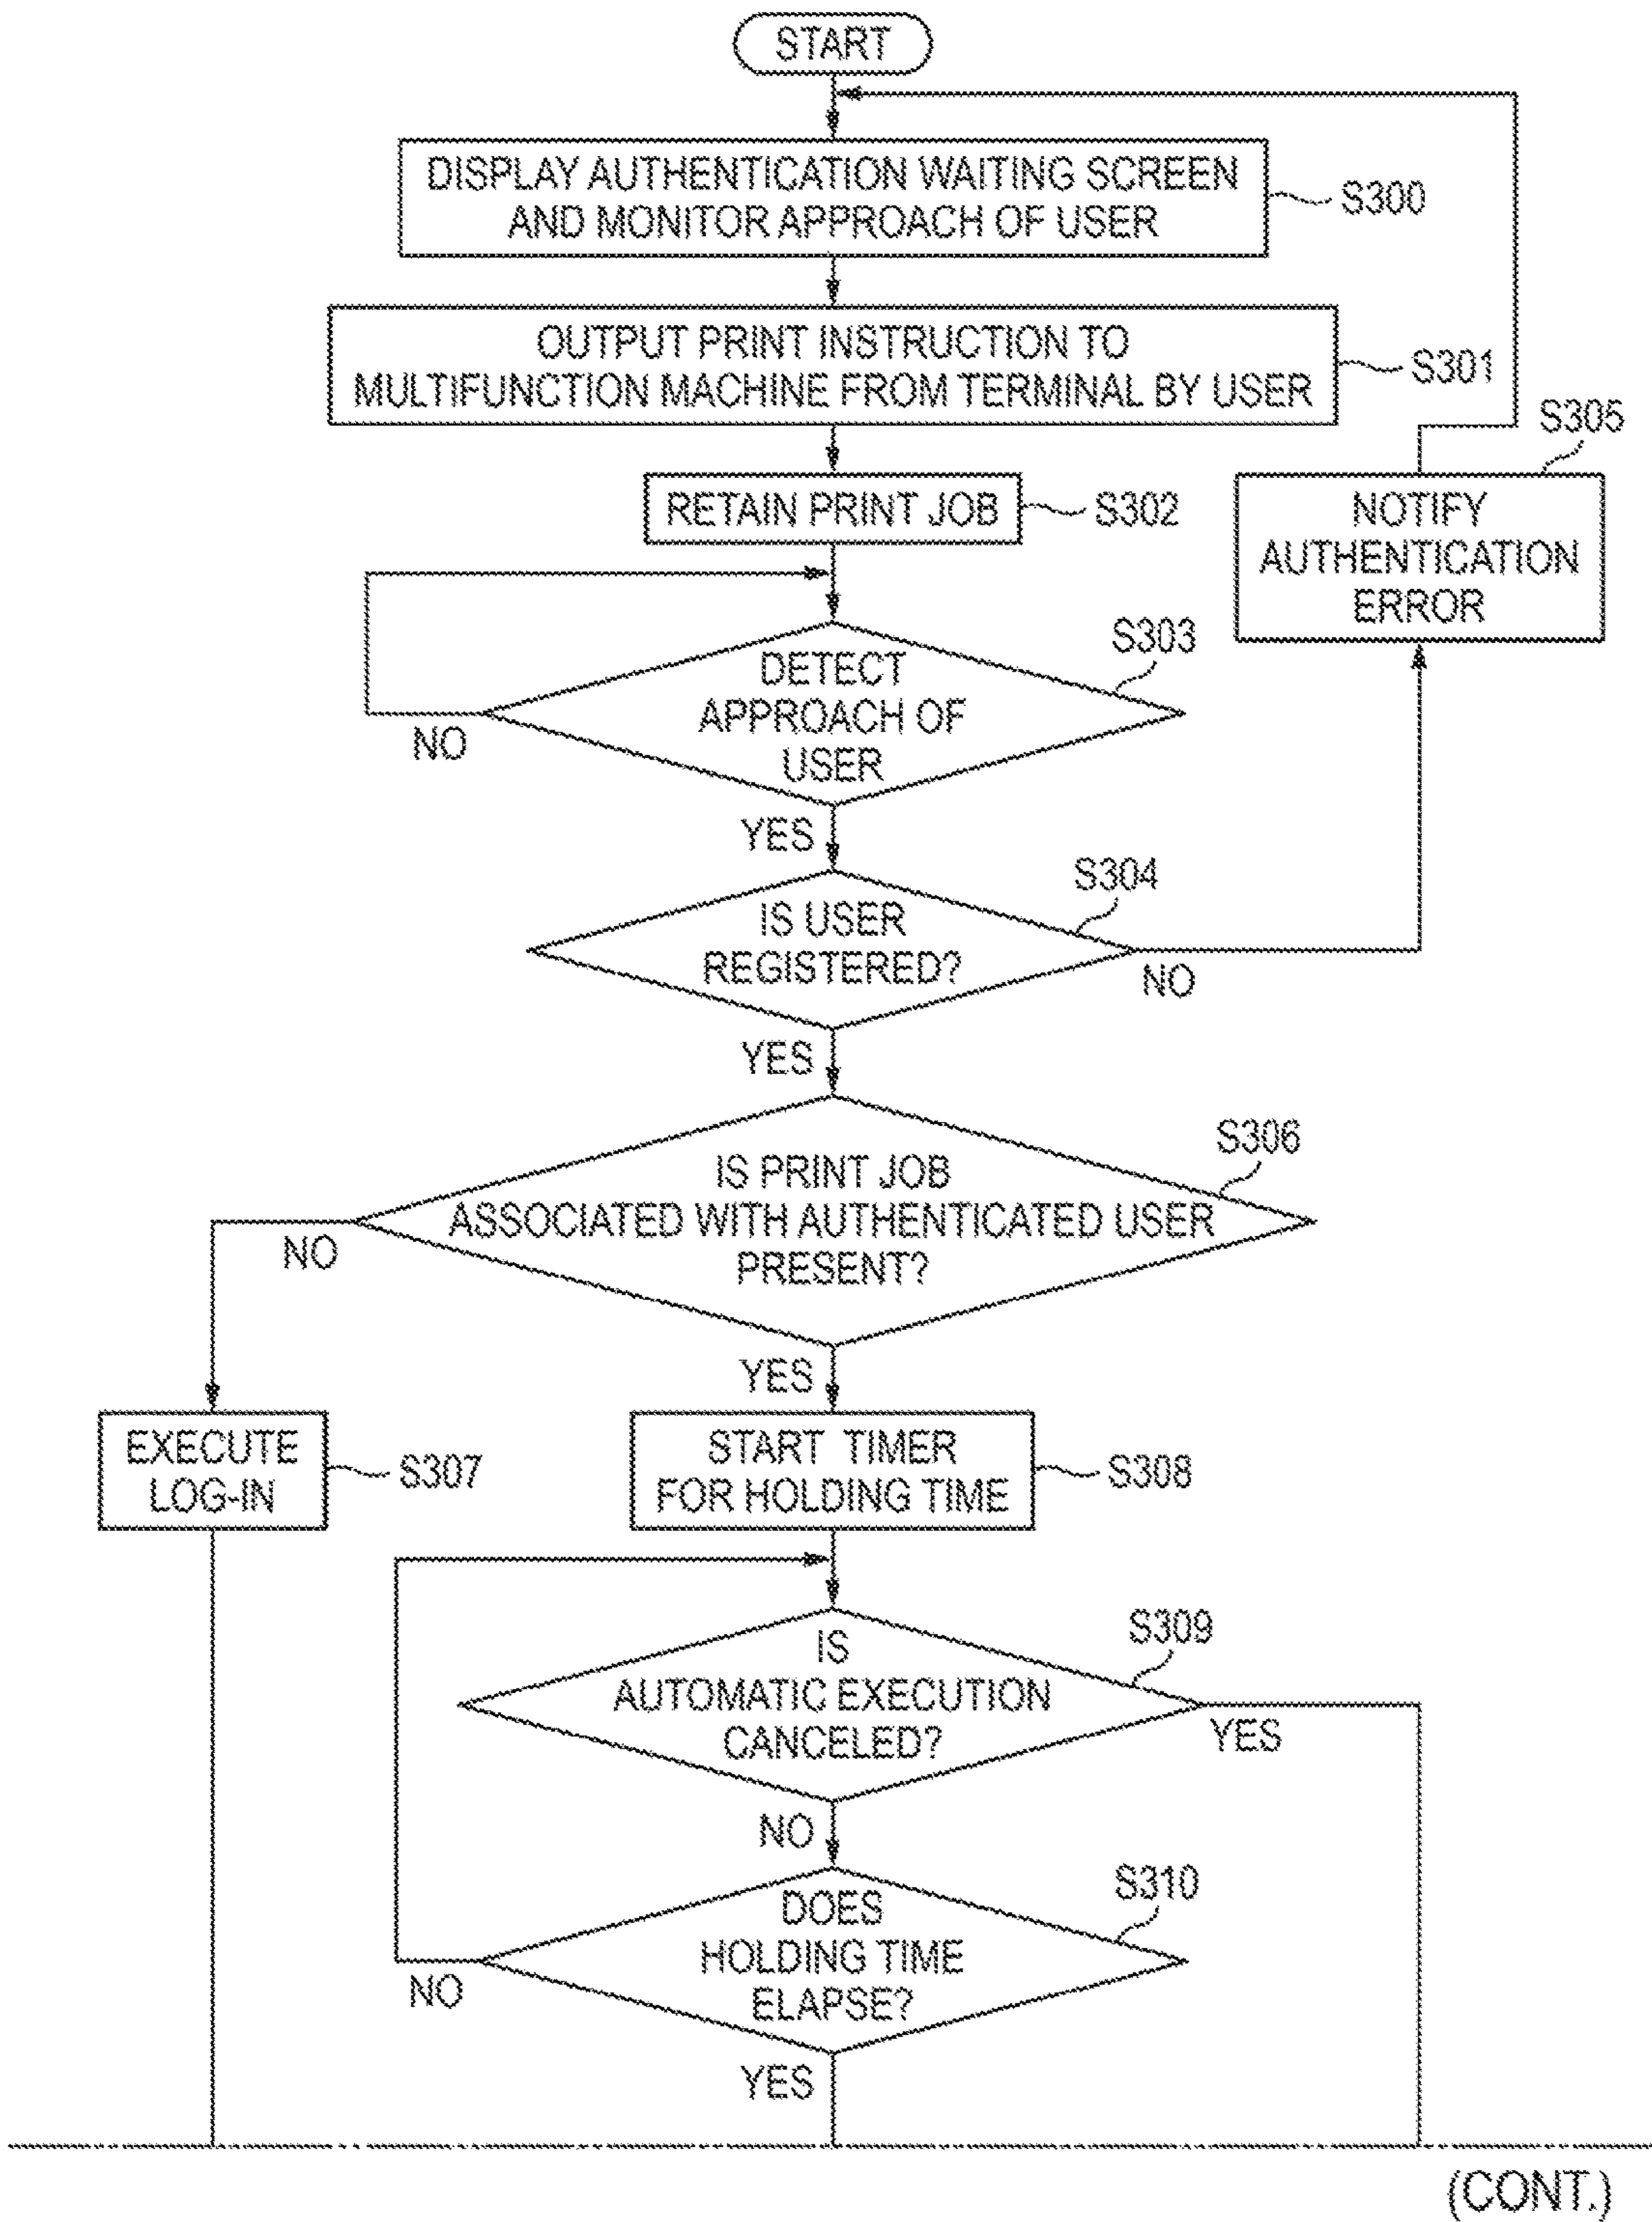 START
DISPLAY AUTHENTICATION WAITING SCREEN
AND MONITOR APPROACH OF USER
S300
OUTPUT PRINT INSTRUCTION TO
MULTIFUNCTION MACHINE FROM TERMINAL BY USER
S301
RETAIN PRINT JOB
S302
S305
NOTIFY
AUTHENTICATION
ERROR
S303
DETECT
APPROACH OF
USER
NO
YES
S304
IS USER
REGISTERED?
NO
YES
S306
IS PRINT JOB
ASSOCIATED WITH AUTHENTICATED USER
PRESENT?
NO
YES
EXECUTE
LOG-IN
S307
START TIMER
FOR HOLDING TIME
S308
S309
IS
AUTOMATIC EXECUTION
CANCELED?
YES
NO
S310
DOES
HOLDING TIME
ELAPSE?
NO
YES
(CONT.)